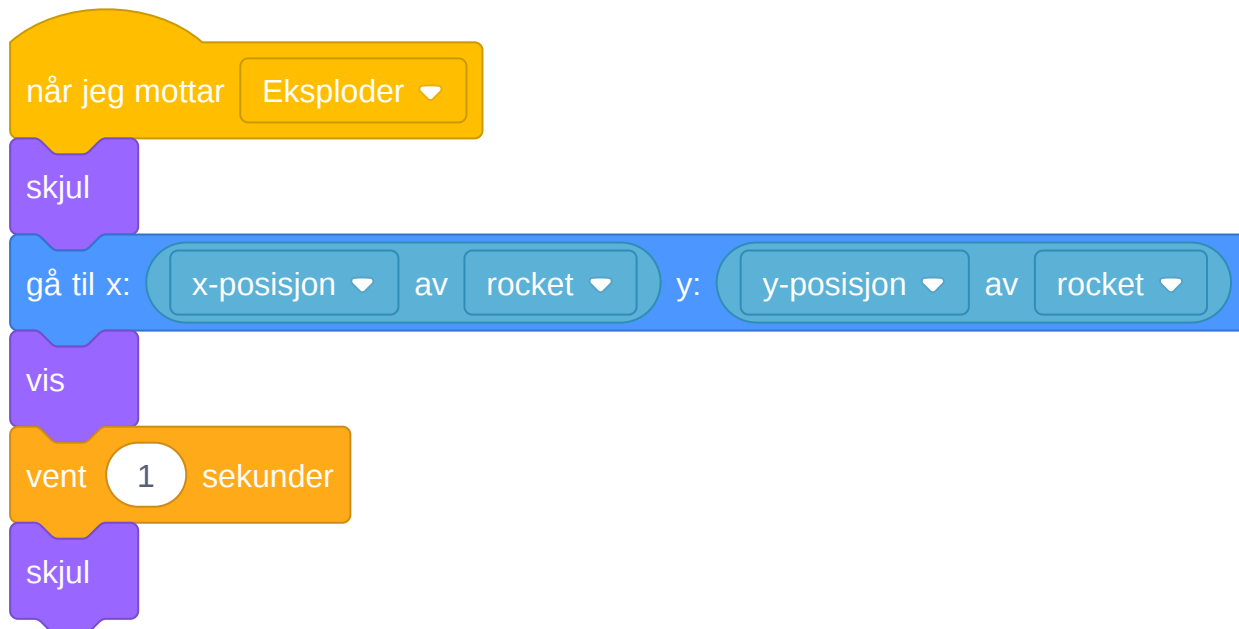 når jeg mottar Eksploder
skjul
gå til x: x-posisjon av rocket y: y-posisjon av rocket
vis
vent 1 sekunder
skjul